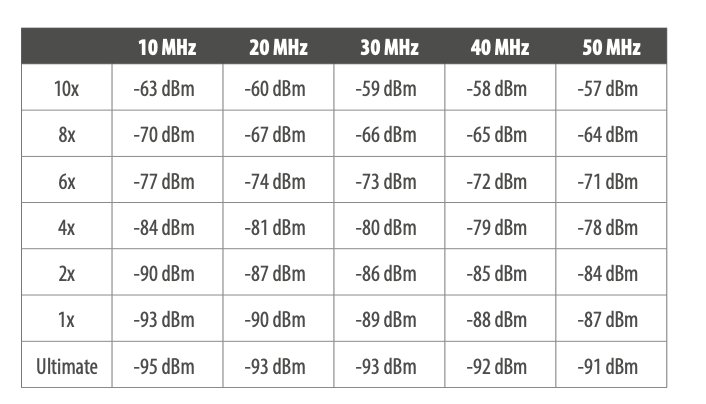 10 MHz 20 MHz 30 MHz 40 MHz 50 MHz
10x -63 dBm -60 dBm -59 dBm -58 dBm -57 dBm
8x -70 dBm -67 dBm -66 dBm -65 dBm -64 dBm
6x -77 dBm -74 dBm -73 dBm -72 dBm -71 dBm
4x -84 dBm -81 dBm -80 dBm -79 dBm -78 dBm
2x -90 dBm -87 dBm -86 dBm -85 dBm -84 dBm
1x -93 dBm -90 dBm -89 dBm -88 dBm -87 dBm
Ultimate -95 dBm -93 dBm -93 dBm -92 dBm -91 dBm